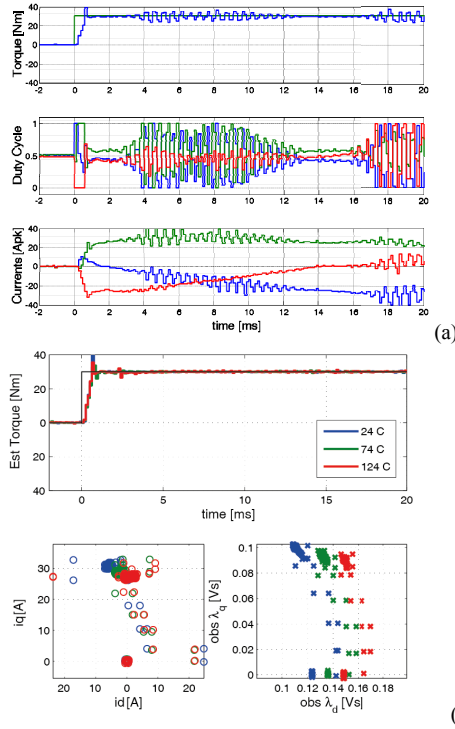 Torque [Nm]
40
20
0
20
40
-2 0 2 4 6 8 10 12 14 16 18 20
Duty Cycle
1
0.5
0
-2 0 2 4 6 8 10 12 14 16 18 20
Currents [Apk]
40
20
0
-20
-40
-2 0 2 4 6 8 10 12 14 16 18 20
time [ms]
(a)
Est Torque [Nm]
40
20
0
20
40
0 5 10 15 20
time [ms]
24 C
74 C
124 C
iq [A]
40
30
20
10
0
20 10 0 10 20
id [A]
obs λq [Vs]
0.1
0.08
0.06
0.04
0.02
0
0.1 0.12 0.14 0.16 0.18
obs λd [Vs]
(